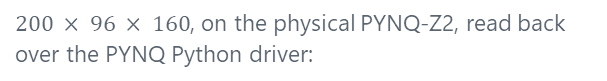 200 × 96 × 160, on the physical PYNQ-Z2, read back
over the PYNQ Python driver: